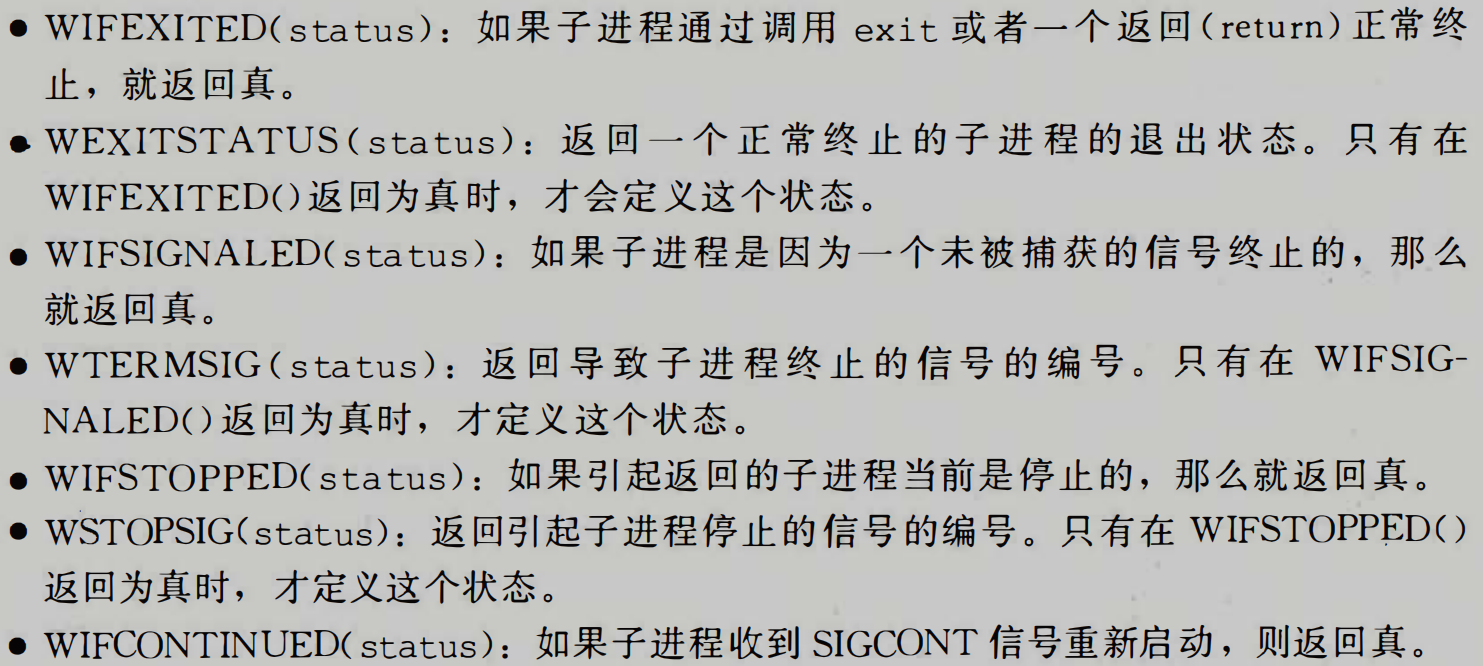 ● WIFEXITED(status)：如果子进程通过调用 exit 或者一个返回(return)正常终
止，就返回真。
● WEXITSTATUS(status)：返回一个正常终止的子进程的退出状态。只有在
WIFEXITED()返回为真时，才会定义这个状态。
● WIFSIGNALED(status)：如果子进程是因为一个未被捕获的信号终止的，那么
就返回真。
● WTERMSIG(status)：返回导致子进程终止的信号的编号。只有在 WIFSIG-
NALED()返回为真时，才定义这个状态。
● WIFSTOPPED(status)：如果引起返回的子进程当前是停止的，那么就返回真。
● WSTOPSIG(status)：返回引起子进程停止的信号的编号。只有在 WIFSTOPPED()
返回为真时，才定义这个状态。
● WIFCONTINUED(status)：如果子进程收到 SIGCONT 信号重新启动，则返回真。